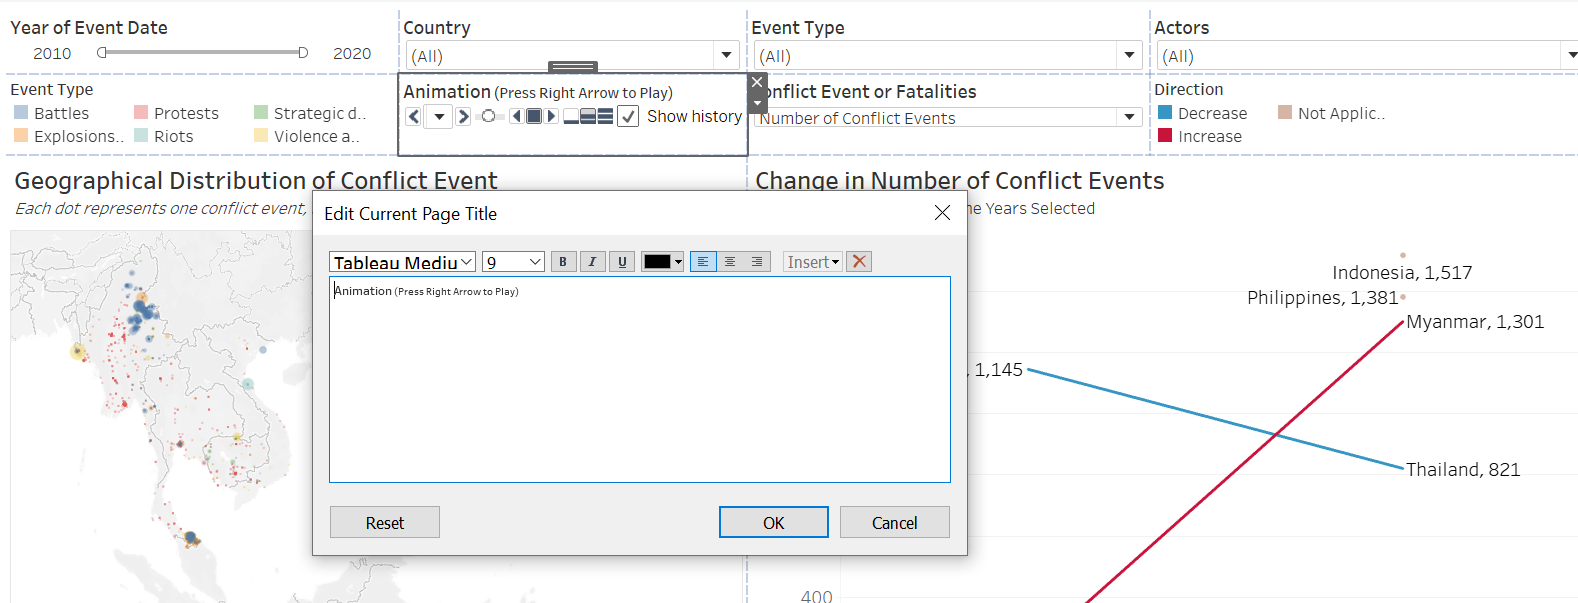 Year of Event Date
2010
2020
Country
(All)
Event Type
(All)
Actors
(All)
Event Type
Battles
Protests
Strategic d..
Explosions..
Riots
Violence a..
Animation (Press Right Arrow to Play)
Show history
onflict Event or Fatalities
Number of Conflict Events
Direction
Decrease
Not Applic..
Increase
Geographical Distribution of Conflict Event
Each dot represents one conflict event,
Change in Number of Conflict Events
he Years Selected
Edit Current Page Title
Tableau Mediu
9
B
I
U
Insert
Animation (Press Right Arrow to Play)
Reset
OK
Cancel
Indonesia, 1,517
Philippines, 1,381
Myanmar, 1,301
, 1,145
Thailand, 821
400